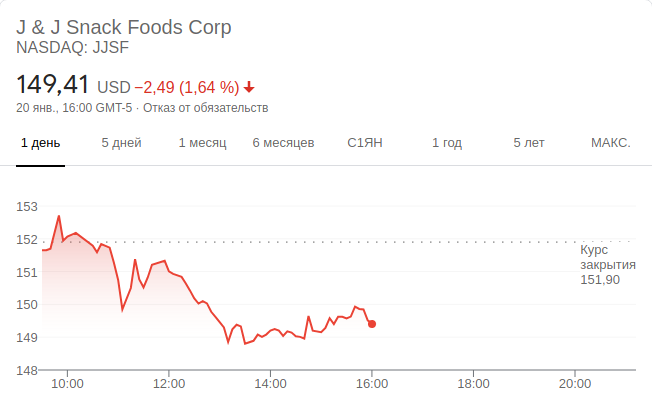 J & J Snack Foods Corp
NASDAQ: JJSF
149,41 USD −2,49 (1,64 %)
20 янв., 16:00 GMT-5 · Отказ от обязательств
1 день 5 дней 1 месяц 6 месяцев С1ЯН 1 год 5 лет МАКС.
153
152
Курс
закрытия
151,90
151
150
149
148
10:00 12:00 14:00 16:00 18:00 20:00